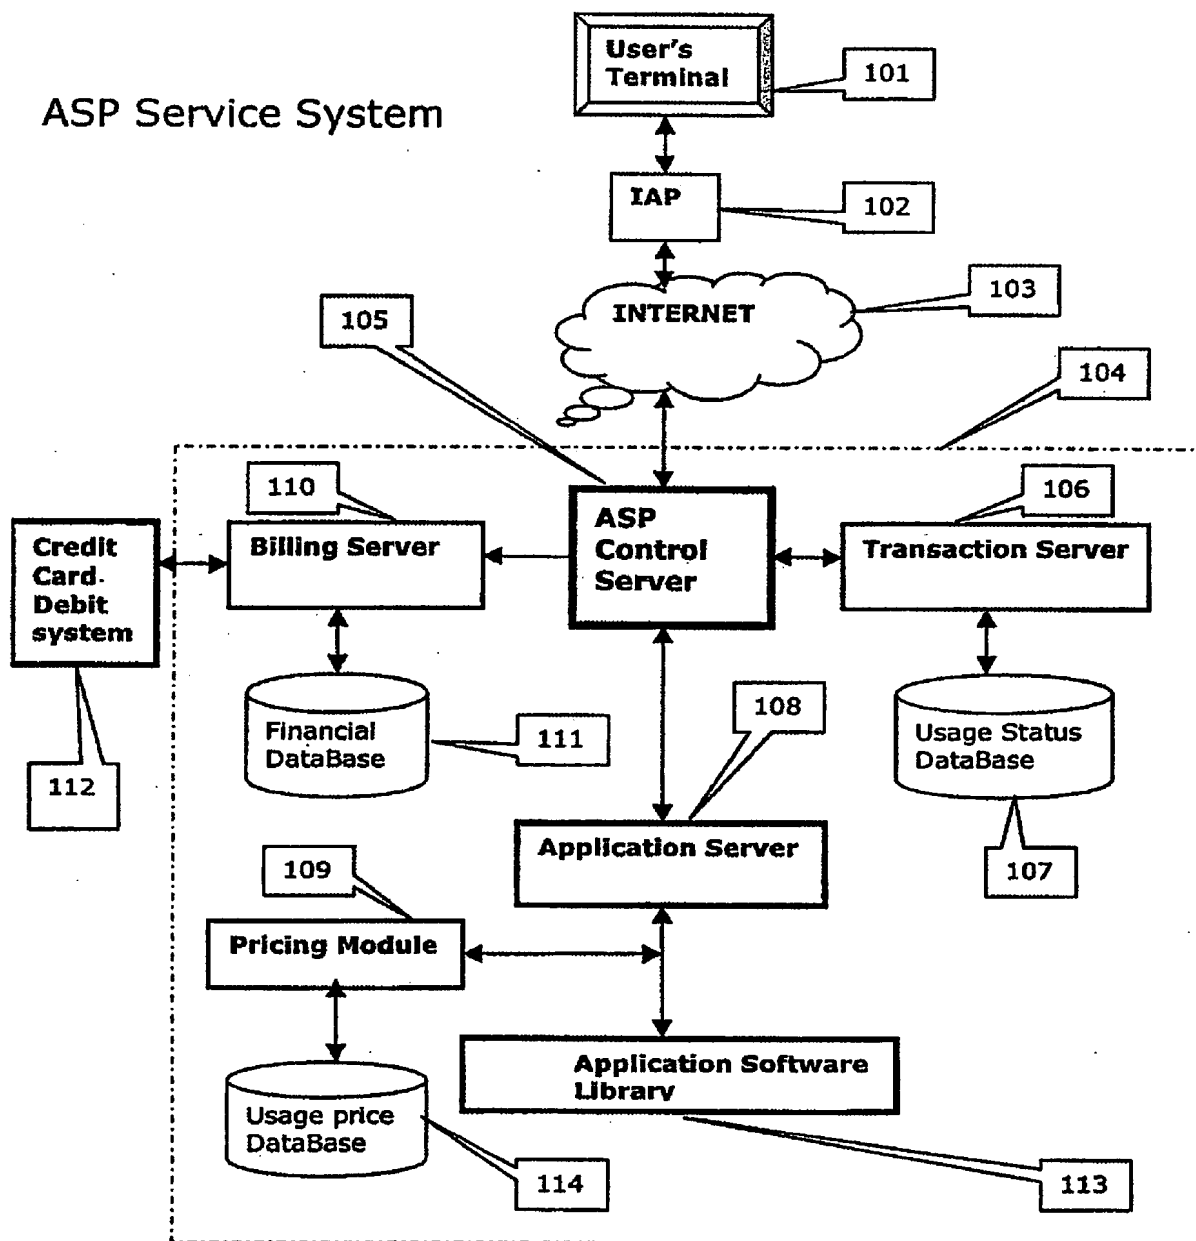 User's
Terminal
101
ASP Service System
IAP
102
103
INTERNET
105
104
110
106
ASP
Control
Server
Billing Server
Transaction Server
Credit
Card-
Debit
system
108
Financial
DataBase
111
Usage Status
DataBase
112
Application Server
107
109
Pricing Module
Application Software
Library
Usage price
DataBase
114
113